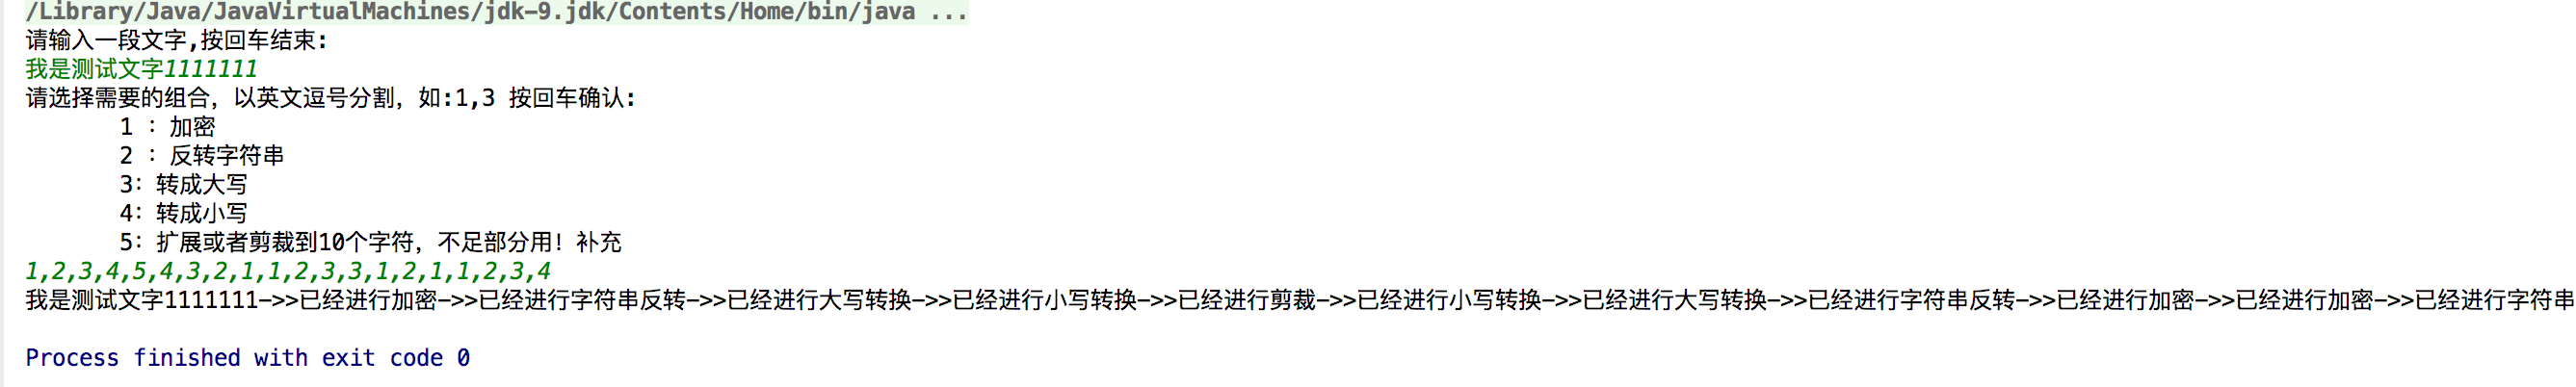 /Library/Java/JavaVirtualMachines/jdk-9.jdk/Contents/Home/bin/java ...
请输入一段文字,按回车结束:
我是测试文字1111111
请选择需要的组合，以英文逗号分割，如:1,3 按回车确认:
1 : 加密
2 : 反转字符串
3: 转成大写
4: 转成小写
5: 扩展或者剪裁到10个字符，不足部分用! 补充
1,2,3,4,5,4,3,2,1,1,2,3,3,1,2,1,1,2,3,4
我是测试文字1111111->>已经进行加密->>已经进行字符串反转->>已经进行大写转换->>已经进行小写转换->>已经进行剪裁->>已经进行小写转换->>已经进行大写转换->>已经进行字符串反转->>已经进行加密->>已经进行加密->>已经进行字符串
Process finished with exit code 0